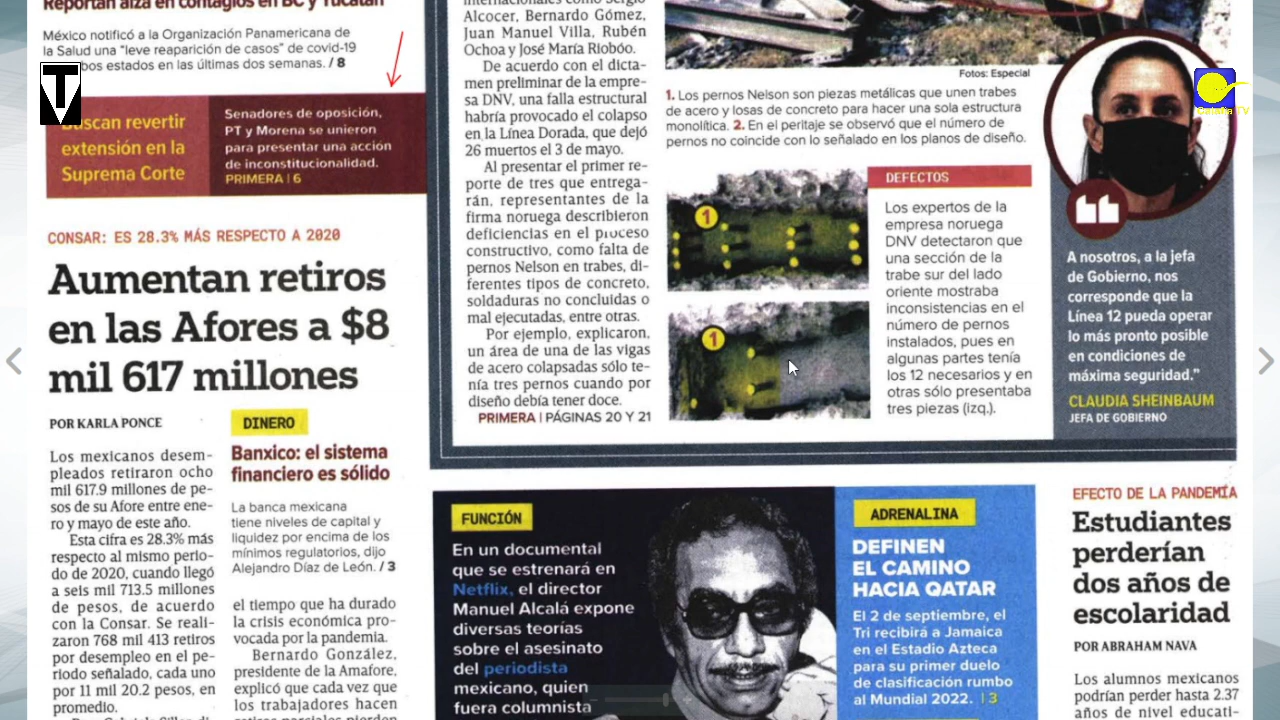 Reportan alza en contagios en BC y Yucatán
México notificó a la Organización Panamericana de
la Salud una “leve reaparición de casos” de covid-19
bos estados en las últimas dos semanas. / 8
T
Buscan revertir
extensión en la
Suprema Corte
Senadores de oposición,
PT y Morena se unieron
para presentar una acción
de inconstitucionalidad.
PRIMERA | 6
CONSAR: ES 28.3% MÁS RESPECTO A 2020
Aumentan retiros
en las Afores a $8
mil 617 millones
POR KARLA PONCE
Los mexicanos desem-
pleados retiraron ocho
mil 617.9 millones de pe-
sos de su Afore entre ene-
ro y mayo de este año.
Esta cifra es 28.3% más
respecto al mismo perio-
do de 2020, cuando llegó
a seis mil 713.5 millones
de pesos, de acuerdo
con la Consar. Se reali-
zaron 768 mil 413 retiros
por desempleo en el pe-
riodo señalado, cada uno
por 11 mil 20.2 pesos, en
promedio.
DINERO
Banxico: el sistema
financiero es sólido
La banca mexicana
tiene niveles de capital y
liquidez por encima de los
mínimos regulatorios, dijo
Alejandro Díaz de León. / 3
el tiempo que ha durado
la crisis económica pro-
vocada por la pandemia.
Bernardo González,
presidente de la Amafore,
explicó que cada vez que
los trabajadores hacen
retiros parciales pierden
internacionales como Sergio
Alcocer, Bernardo Gómez,
Juan Manuel Villa, Rubén
Ochoa y José María Riobóo.
De acuerdo con el dicta-
men preliminar de la empre-
sa DNV, una falla estructural
habría provocado el colapso
en la Línea Dorada, que dejó
26 muertos el 3 de mayo.
Al presentar el primer re-
porte de tres que entrega-
rán, representantes de la
firma noruega describieron
deficiencias en el proceso
constructivo, como falta de
pernos Nelson en trabes, di-
ferentes tipos de concreto,
soldaduras no concluidas o
mal ejecutadas, entre otras.
Por ejemplo, explicaron,
un área de una de las vigas
de acero colapsadas sólo te-
nía tres pernos cuando por
diseño debía tener doce.
PRIMERA | PÁGINAS 20 Y 21
Fotos: Especial
1. Los pernos Nelson son piezas metálicas que unen trabes
de acero y losas de concreto para hacer una sola estructura
monolítica. 2. En el peritaje se observó que el número de
pernos no coincide con lo señalado en los planos de diseño.
1
1
DEFECTOS
Los expertos de la
empresa noruega
DNV detectaron que
una sección de la
trabe sur del lado
oriente mostraba
inconsistencias en el
número de pernos
instalados, pues en
algunas partes tenía
los 12 necesarios y en
otras sólo presentaba
tres piezas (izq.).
Galaxia TV
A nosotros, a la jefa
de Gobierno, nos
corresponde que la
Línea 12 pueda operar
lo más pronto posible
en condiciones de
máxima seguridad.”
CLAUDIA SHEINBAUM
JEFA DE GOBIERNO
FUNCIÓN
En un documental
que se estrenará en
Netflix, el director
Manuel Alcalá expone
diversas teorías
sobre el asesinato
del periodista
mexicano, quien
fuera columnista
ADRENALINA
DEFINEN
EL CAMINO
HACIA QATAR
El 2 de septiembre, el
Tri recibirá a Jamaica
en el Estadio Azteca
para su primer duelo
de clasificación rumbo
al Mundial 2022. | 3
EFECTO DE LA PANDEMIA
Estudiantes
perderían
dos años de
escolaridad
POR ABRAHAM NAVA
Los alumnos mexicanos
podrían perder hasta 2.37
años de nivel educati-